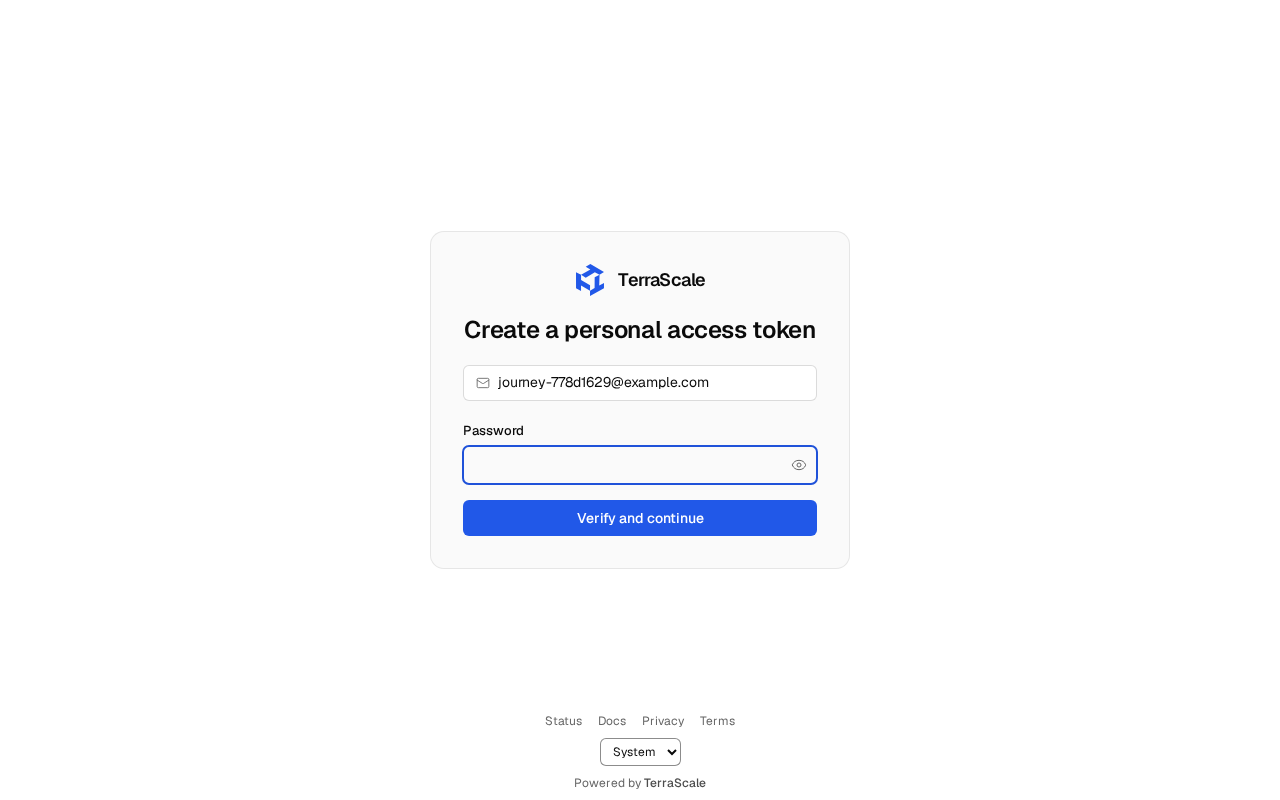 TerraScale
Create a personal access token
journey-778d1629@example.com
Password
Verify and continue
Status Docs Privacy Terms
System
Powered by TerraScale